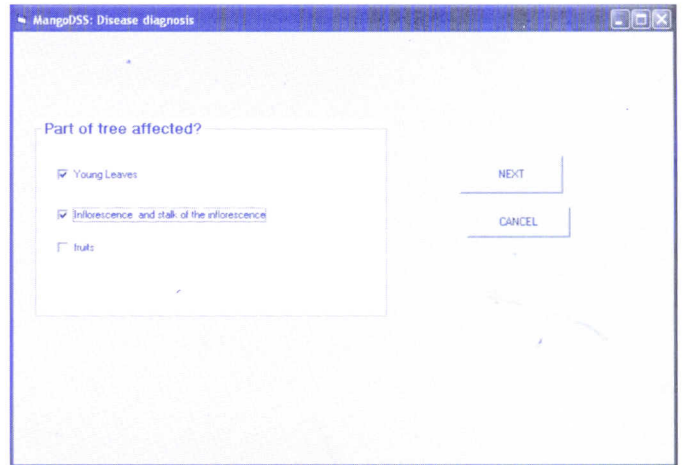 MangoDSS: Disease diagnosis
Part of tree affected?
Young Leaves
NEXT
Inflorescence and stalk of the inflorescence
CANCEL
fruits